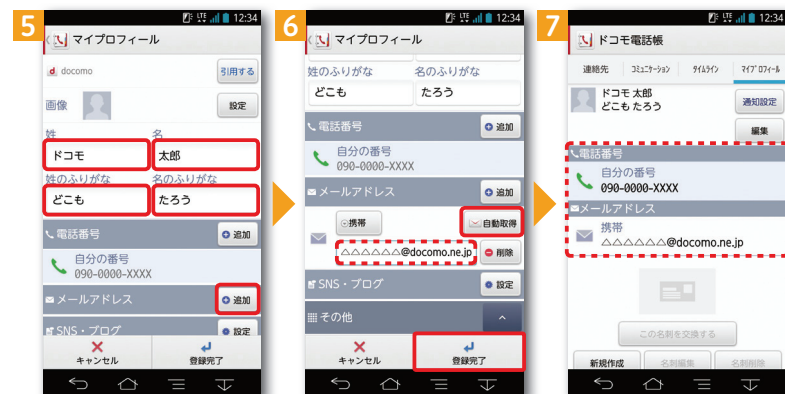 5
12:34
マイプロフィール
docomo
引用する
画像
設定
姓 名
ドコモ 太郎
姓のふりがな 名のふりがな
どこも たろう
電話番号
追加
自分の番号
090-0000-XXXX
メールアドレス
追加
SNS・ブログ
設定
キャンセル
登録完了
6
12:34
マイプロフィール
姓のふりがな 名のふりがな
どこも たろう
電話番号
追加
自分の番号
090-0000-XXXX
メールアドレス
追加
携帯
自動取得
△△△△△△@docomo.ne.jp
削除
SNS・ブログ
設定
その他
キャンセル
登録完了
7
LTE 12:34
ドコモ電話帳
連絡先 コミュニケーション タイムライン マイプロフィール
ドコモ 太郎
どこも たろう
通知設定
編集
電話番号
自分の番号
090-0000-XXXX
メールアドレス
携帯
△△△△△△@docomo.ne.jp
この名刺を交換する
新規作成 名刺編集 名刺削除